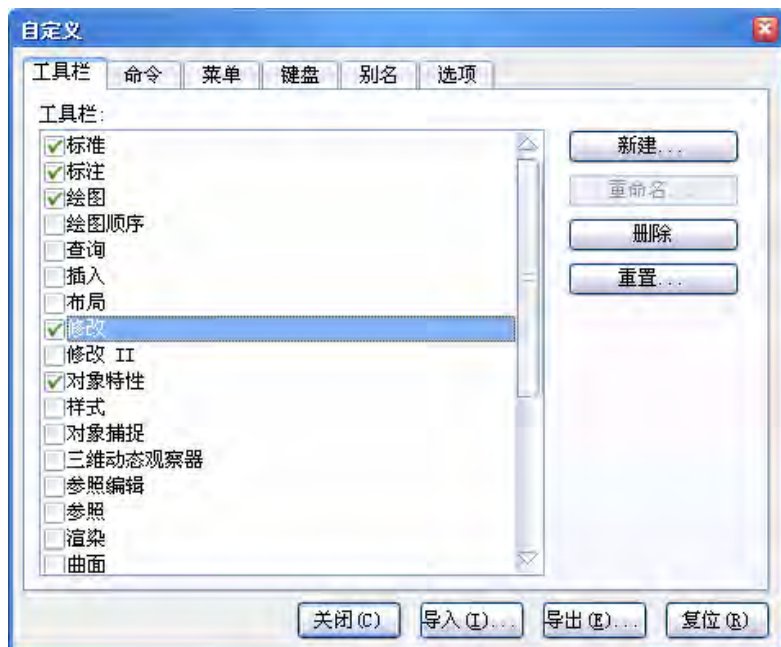 自定义
工具栏 命令 菜单 键盘 别名 选项
工具栏:
标准
标注
绘图
绘图顺序
查询
插入
布局
修改
修改 II
对象特性
样式
对象捕捉
三维动态观察器
参照编辑
参照
渲染
曲面
新建...
重命名...
删除
重置...
关闭(C) 导入(I)... 导出(E)... 复位(R)